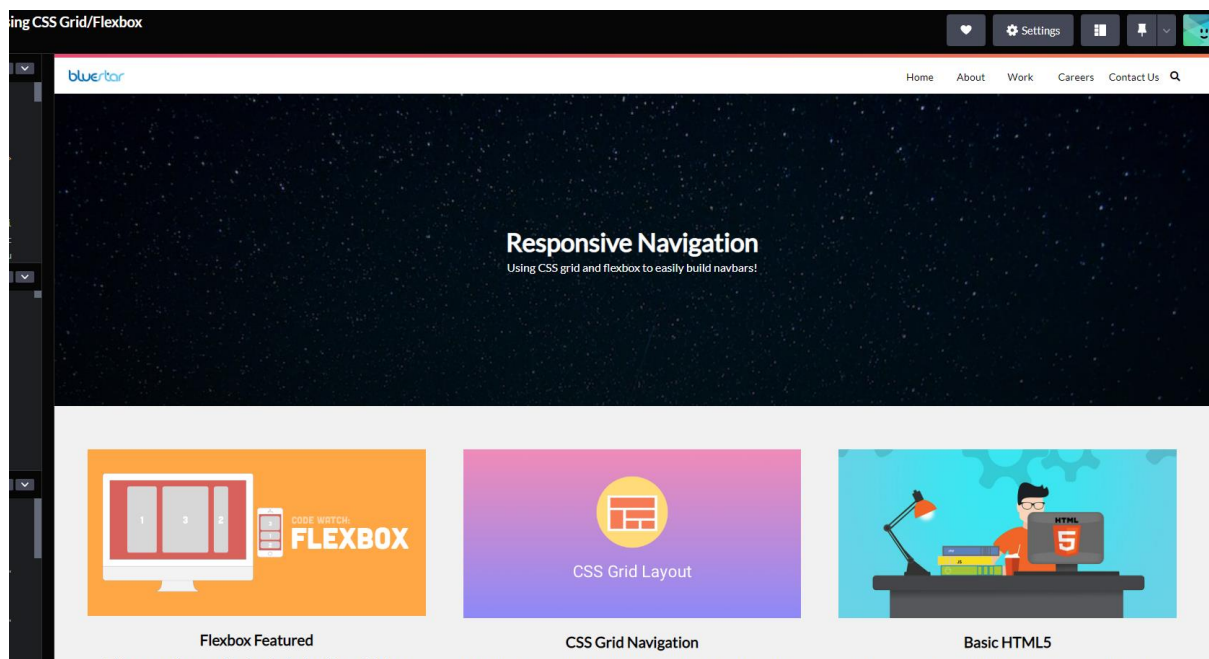 ing CSS Grid/Flexbox
Settings
bluestar
Home About Work Careers Contact Us
Responsive Navigation
Using CSS grid and flexbox to easily build navbars!
1 3 2
CODE WATCH:
FLEXBOX
CSS Grid Layout
HTML
5
JS
Flexbox Featured
CSS Grid Navigation
Basic HTML5